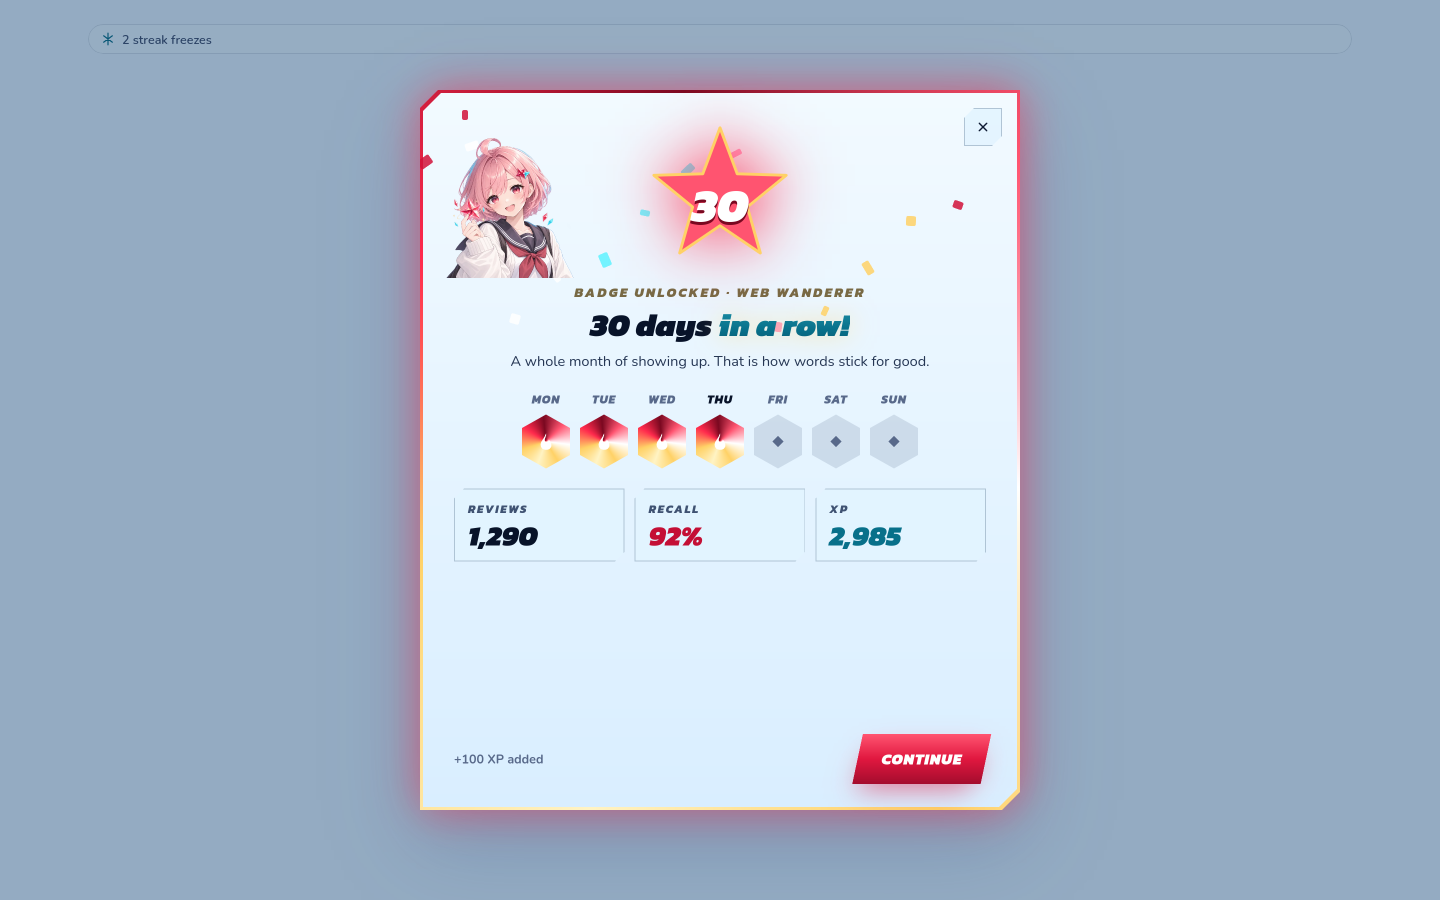 2 streak freezes
×
30
BADGE UNLOCKED · WEB WANDERER
30 days in a row!
A whole month of showing up. That is how words stick for good.
MON TUE WED THU FRI SAT SUN
REVIEWS RECALL XP
1,290 92% 2,985
+100 XP added CONTINUE